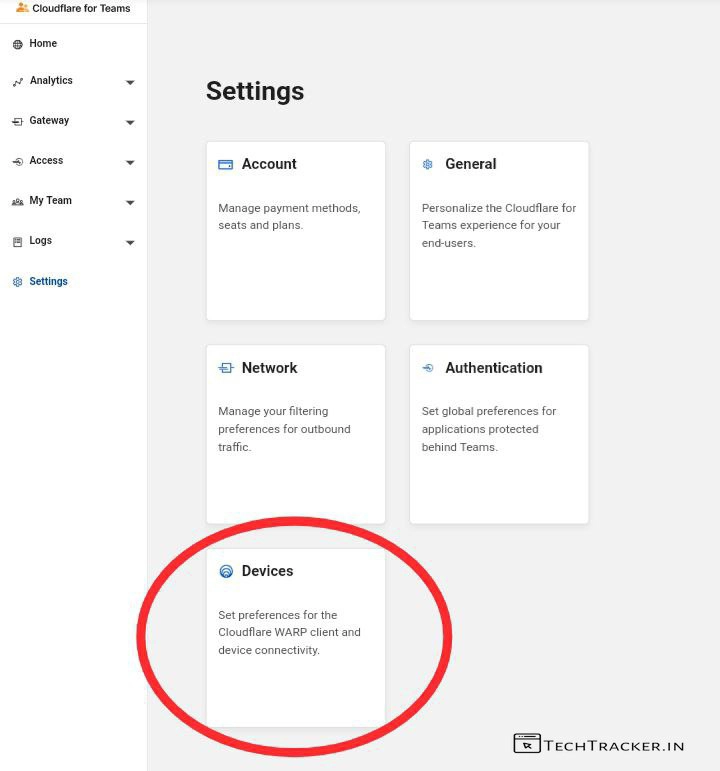 Cloudflare for Teams
Home
Analytics
Gateway
Access
My Team
Logs
Settings
Settings
Account
Manage payment methods,
seats and plans.
General
Personalize the Cloudflare for
Teams experience for your
end-users.
Network
Manage your filtering
preferences for outbound
traffic.
Authentication
Set global preferences for
applications protected
behind Teams.
Devices
Set preferences for the
Cloudflare WARP client and
device connectivity.
TECHTRACKER.IN